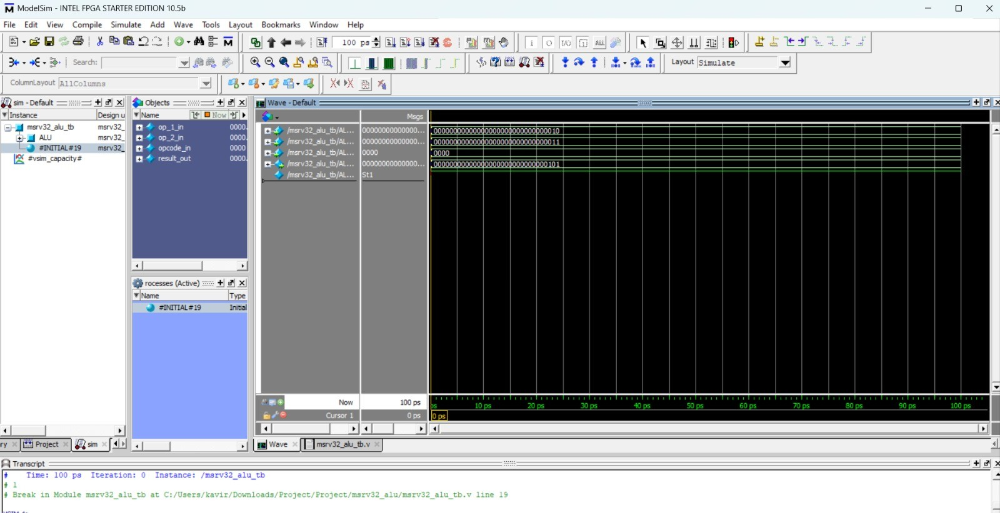 ModelSim - INTEL FPGA STARTER EDITION 10.5b
File Edit View Compile Simulate Add Wave Tools Layout Bookmarks Window Help
100 ps
Search:
Layout Simulate
ColumnLayout AllColumns
sim - Default
Instance Design u
msrv32_alu_tb msrv32_
ALU msrv32_
#INITIAL#19 msrv32_
#vsim_capacity#
Objects
Name Now
op_1_in 0000.
op_2_in 0000.
opcode_in 0000
result_out 0000.
rocesses (Active)
Name Type
#INITIAL#19 Initial
Wave - Default
Msgs
/msrv32_alu_tb/AL... 00000000000000... 00000000000000000000000000000010
/msrv32_alu_tb/AL... 00000000000000... 00000000000000000000000000000011
/msrv32_alu_tb/AL... 0000 0000
/msrv32_alu_tb/AL... 00000000000000... 00000000000000000000000000000101
/msrv32_alu_tb/AL... St1
Now 100 ps
ps 10 ps 20 ps 30 ps 40 ps 50 ps 60 ps 70 ps 80 ps 90 ps 100 ps
Cursor 1 0 ps 0 ps
ry Project sim
Wave msrv32_alu_tb.v
Transcript
# Time: 100 ps Iteration: 0 Instance: /msrv32_alu_tb
# 1
# Break in Module msrv32_alu_tb at C:/Users/kavir/Downloads/Project/Project/msrv32_alu/msrv32_alu_tb.v line 19